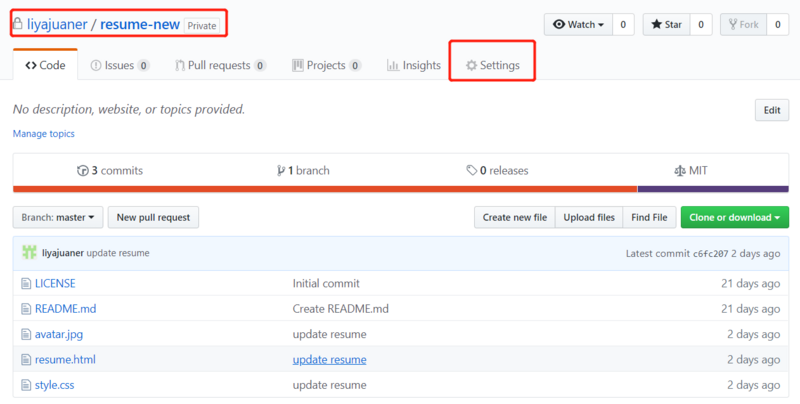 liyajuaner / resume-new Private Watch 0 Star 0 Fork 0
Code Issues 0 Pull requests 0 Projects 0 Insights Settings
No description, website, or topics provided. Edit
Manage topics
3 commits 1 branch 0 releases MIT
Branch: master New pull request Create new file Upload files Find File Clone or download
liyajuaner update resume Latest commit c6fc207 2 days ago
LICENSE Initial commit 21 days ago
README.md Create README.md 21 days ago
avatar.jpg update resume 2 days ago
resume.html update resume 2 days ago
style.css update resume 2 days ago